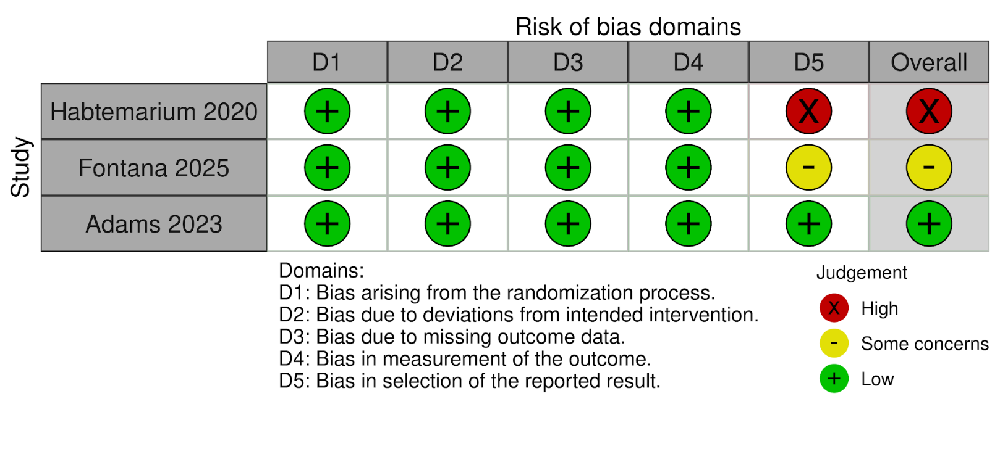 Risk of bias domains
D1 D2 D3 D4 D5 Overall
Study
Habtemarium 2020 + + + + X X
Fontana 2025 + + + + - -
Adams 2023 + + + + + +
Domains:
D1: Bias arising from the randomization process.
D2: Bias due to deviations from intended intervention.
D3: Bias due to missing outcome data.
D4: Bias in measurement of the outcome.
D5: Bias in selection of the reported result.
Judgement
X High
- Some concerns
+ Low